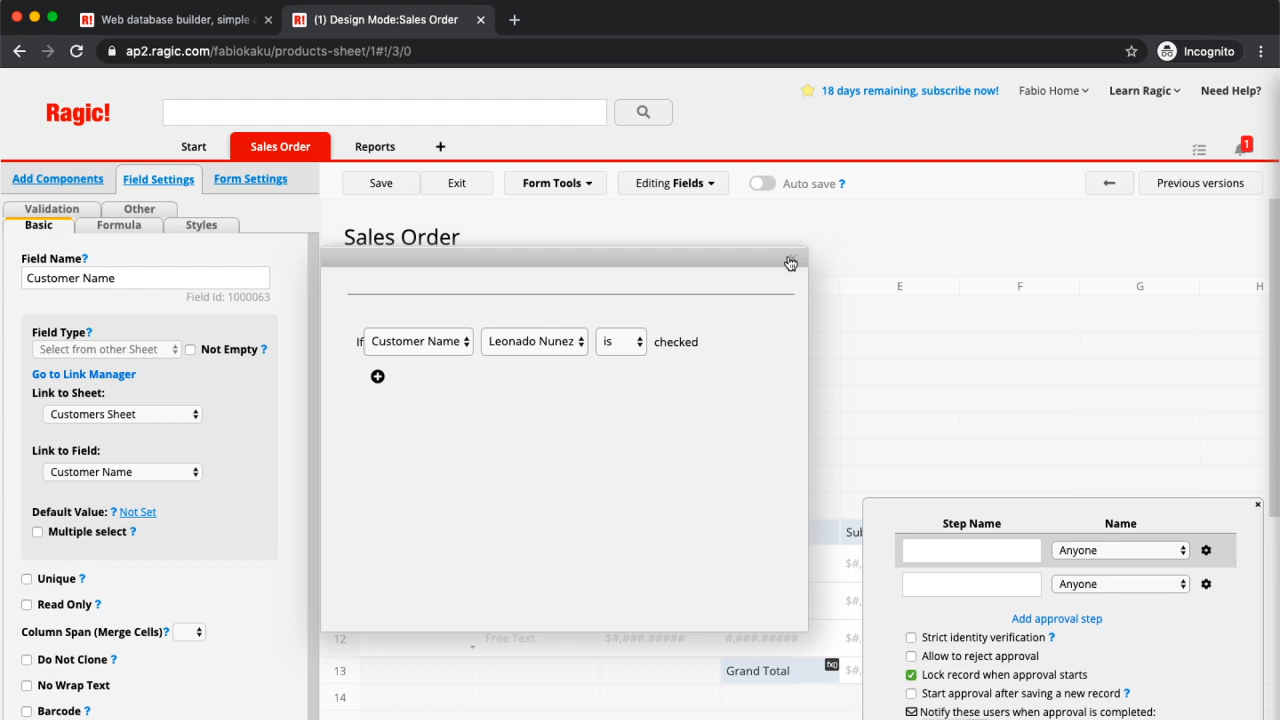 R! Web database builder, simple a
R! (1) Design Mode:Sales Order
ap2.ragic.com/fabiokaku/products-sheet/1#!/3/0
Incognito
Ragic!
18 days remaining, subscribe now!
Fabio Home
Learn Ragic
Need Help?
Start
Sales Order
Reports
1
Add Components
Field Settings
Form Settings
Save
Exit
Form Tools
Editing Fields
Auto save ?
Previous versions
Validation
Other
Basic
Formula
Styles
Sales Order
Field Name?
Customer Name
Field Id: 1000063
Field Type?
Select from other Sheet
Not Empty ?
Go to Link Manager
Link to Sheet:
Customers Sheet
Link to Field:
Customer Name
Default Value: ? Not Set
Multiple select ?
Unique ?
Read Only ?
Column Span (Merge Cells)?
Do Not Clone ?
No Wrap Text
Barcode ?
If Customer Name Leonado Nunez is checked
E
F
G
H
Sub
$#,
$#,
12
Free Text
$#,###.#####
#,###.#####
$#,
13
Grand Total
f(x)
$#,
14
Step Name
Name
Anyone
Anyone
Add approval step
Strict identity verification ?
Allow to reject approval
Lock record when approval starts
Start approval after saving a new record ?
Notify these users when approval is completed: